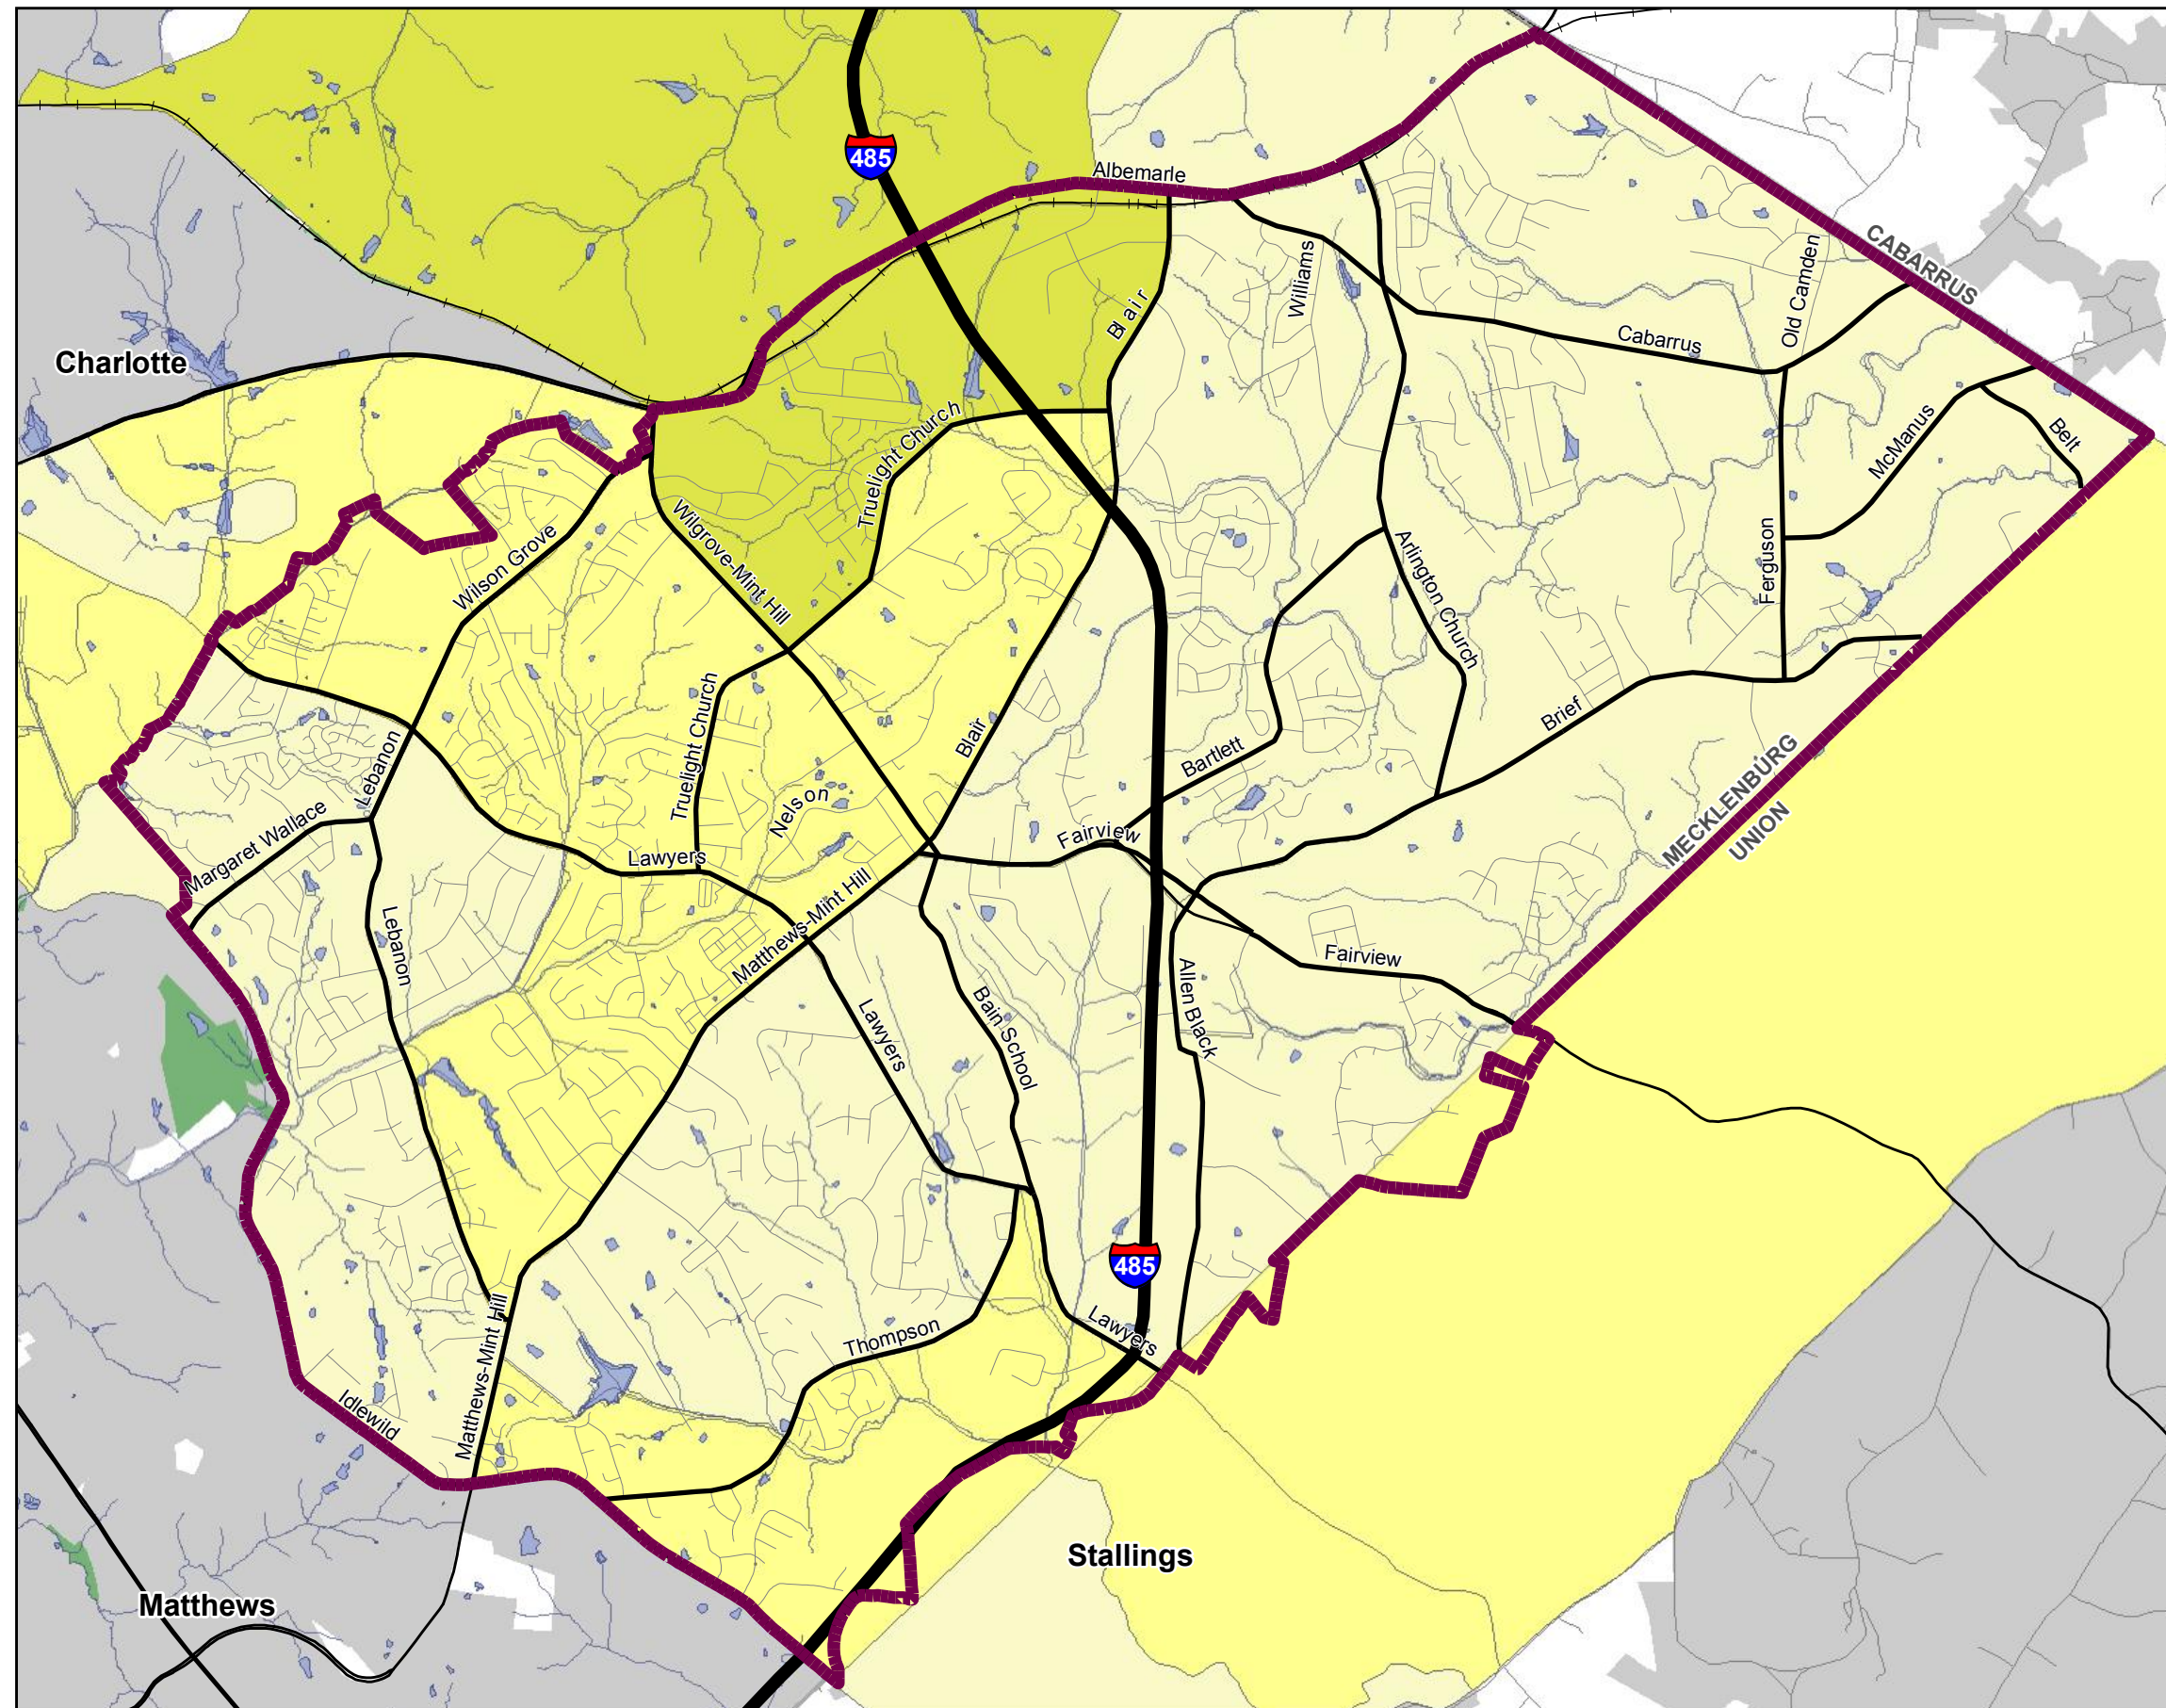 Albemarle
485
CABARRUS
Williams
Old Camden
Blair
Cabarrus
Charlotte
Truelight Church
McManus
Belt
Wilgrove-Mint Hill
Wilson Grove
Arlington Church
Ferguson
Truelight Church
Brief
Lebanon
Blair
Bartlett
MECKLENBURG
UNION
Nelson
Margaret Wallace
Fairview
Lawyers
Matthews-Mint Hill
Lebanon
Fairview
Allen Black
Bain School
Lawyers
485
Lawyers
Thompson
Matthews-Mint Hill
Idlewild
Stallings
Matthews